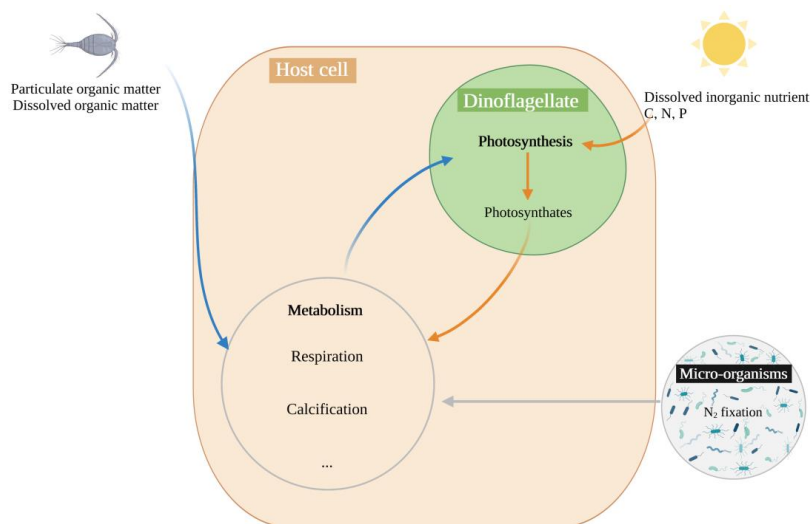 Particulate organic matter
Dissolved organic matter
Host cell
Dinoflagellate
Photosynthesis
Photosynthates
Dissolved inorganic nutrient
C, N, P
Metabolism
Respiration
Calcification
...
Micro-organisms
N₂ fixation